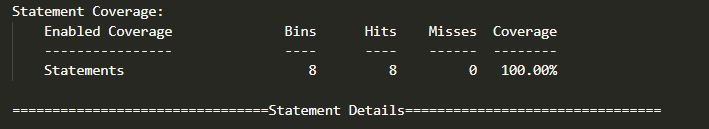 Statement Coverage:
    Enabled Coverage              Bins      Hits    Misses  Coverage
    ----------------              ----      ----    ------  --------
    Statements                       8         8         0   100.00%

================================Statement Details================================